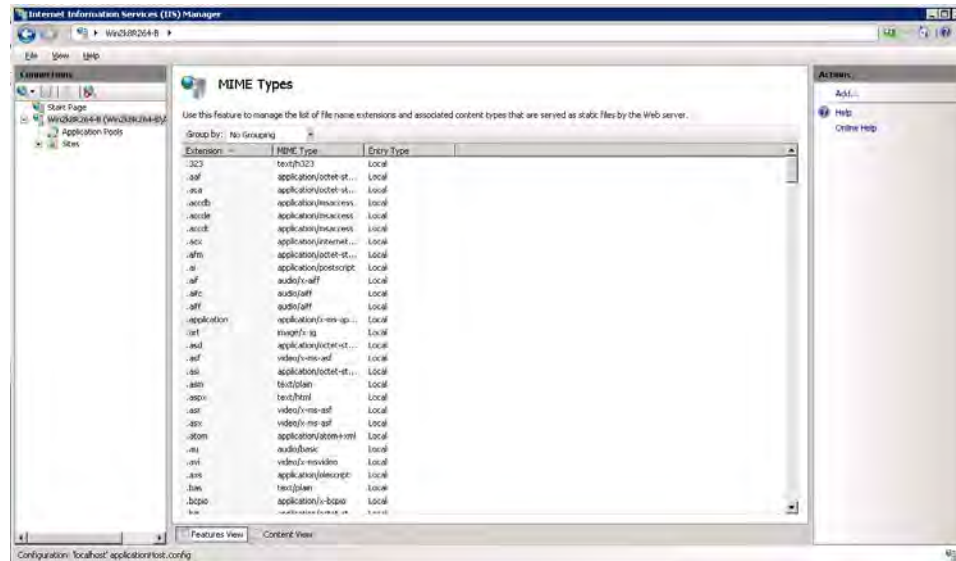 Internet Information Services (IIS) Manager
Win2k8R264-B
File View Help
Connections
Start Page
Application Pools
Sites
MIME Types
Use this feature to manage the list of file name extensions and associated content types that are served as static files by the Web server.
Group by: No Grouping
Extension MIME Type Entry Type
.323 text/h323 Local
.aaf application/octet-st... Local
.aca application/octet-st... Local
.accdb application/msaccess Local
.accde application/msaccess Local
.accdt application/msaccess Local
.acx application/internet... Local
.afm application/octet-st... Local
.ai application/postscript Local
.aif audio/x-aiff Local
.aifc audio/aiff Local
.aiff audio/aiff Local
.application application/x-ms-ap... Local
.art image/x-jg Local
.asd application/octet-st... Local
.asf video/x-ms-asf Local
.asi application/octet-st... Local
.asm text/plain Local
.aspx text/html Local
.asr video/x-ms-asf Local
.asx video/x-ms-asf Local
.atom application/atom+xml Local
.au audio/basic Local
.avi video/x-msvideo Local
.axs application/olescript Local
.bas text/plain Local
.bcpio application/x-bcpio Local
Features View Content View
Actions
Add...
Help
Online Help
Configuration: 'localhost' applicationHost.config